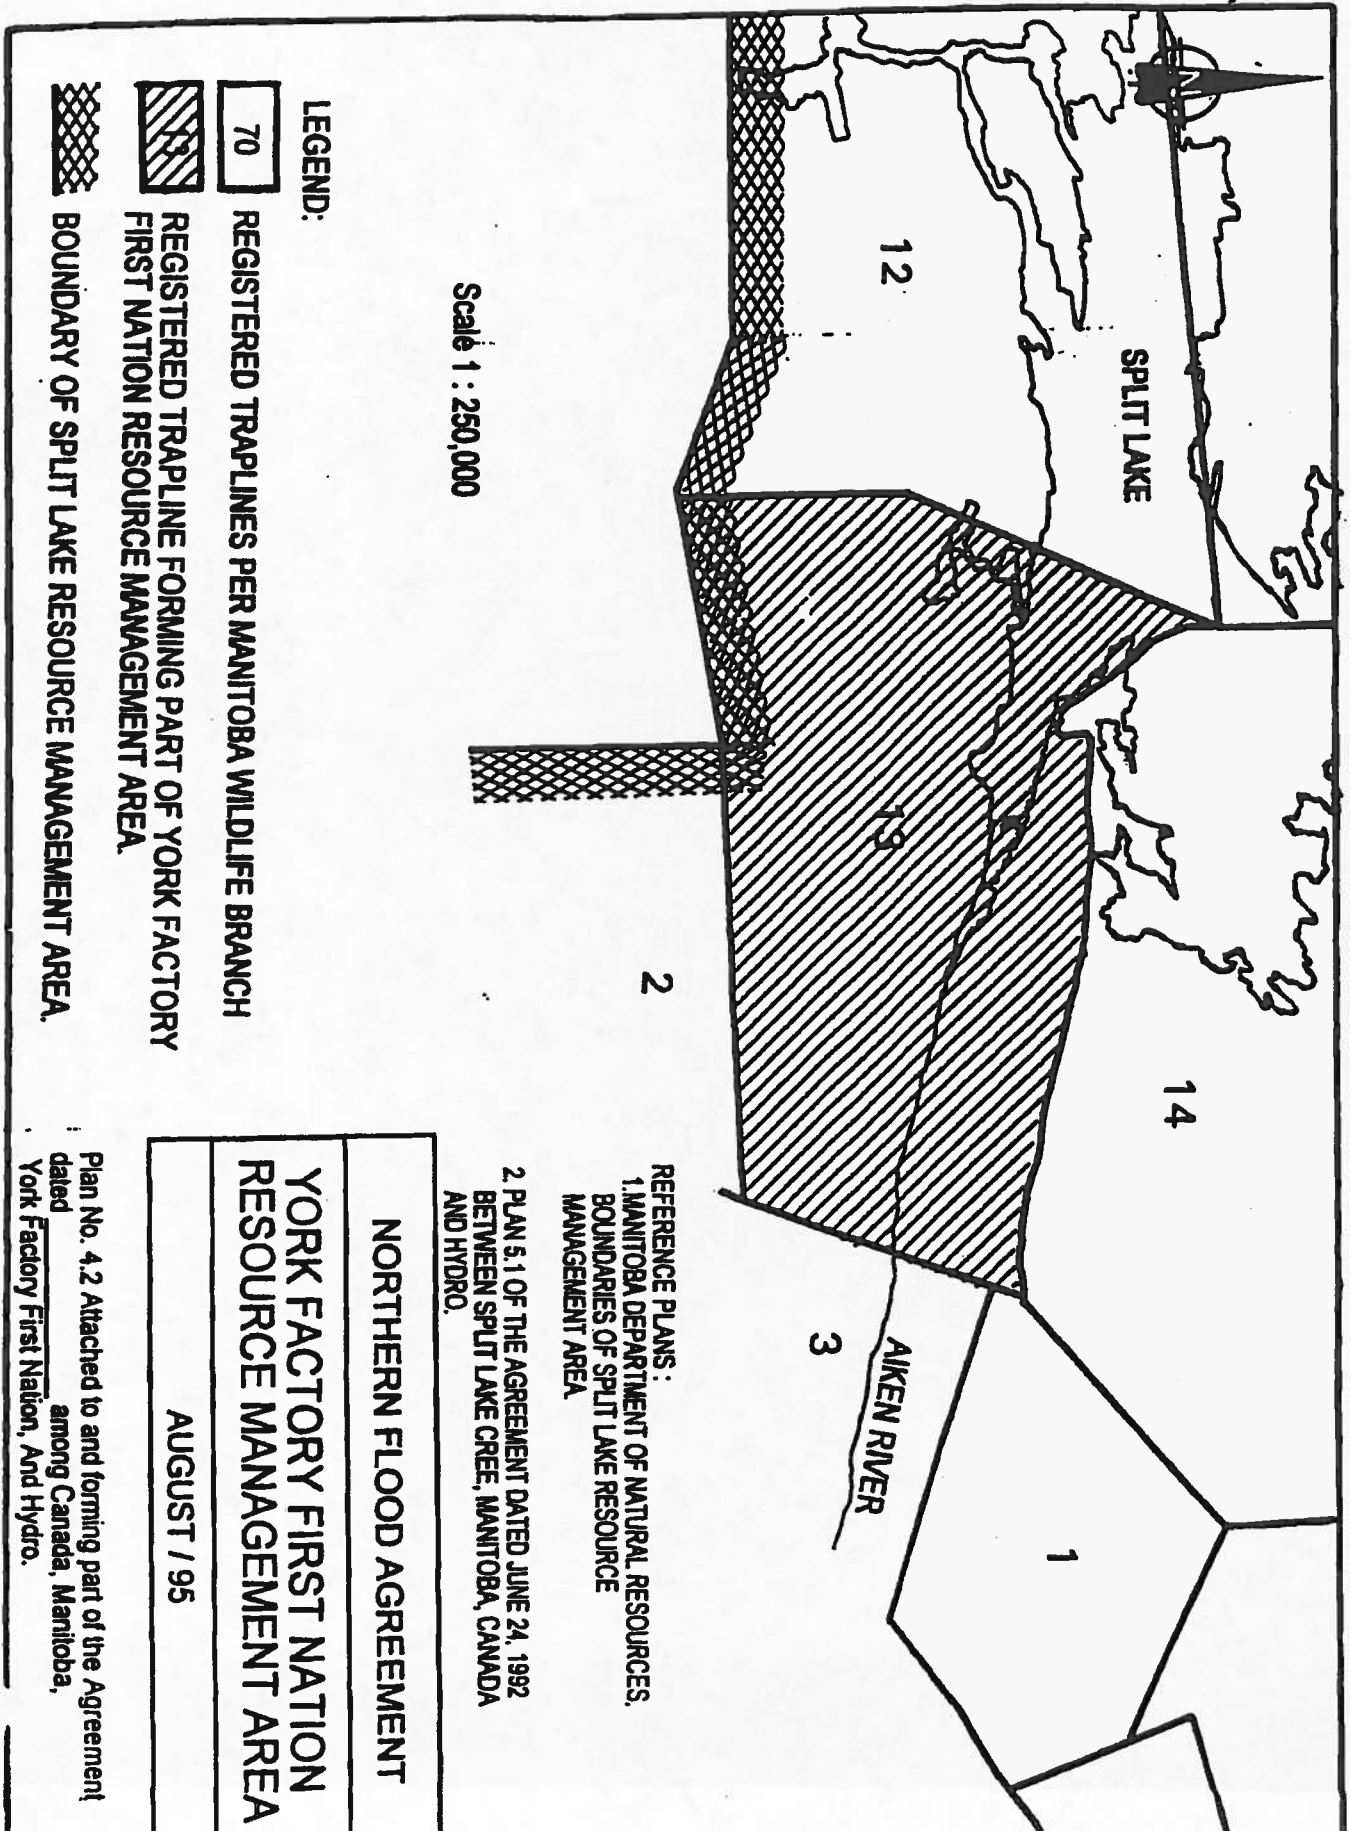 N
SPLIT LAKE
12
14
13
1
3
AIKEN RIVER
2
Scale 1 : 250,000
REFERENCE PLANS :
1.MANITOBA DEPARTMENT OF NATURAL RESOURCES,
BOUNDARIES OF SPLIT LAKE RESOURCE
MANAGEMENT AREA
2. PLAN 5.1 OF THE AGREEMENT DATED JUNE 24, 1992
BETWEEN SPLIT LAKE CREE, MANITOBA, CANADA
AND HYDRO.
LEGEND:
70 REGISTERED TRAPLINES PER MANITOBA WILDLIFE BRANCH
REGISTERED TRAPLINE FORMING PART OF YORK FACTORY
FIRST NATION RESOURCE MANAGEMENT AREA.
BOUNDARY OF SPLIT LAKE RESOURCE MANAGEMENT AREA.
NORTHERN FLOOD AGREEMENT
YORK FACTORY FIRST NATION
RESOURCE MANAGEMENT AREA
AUGUST / 95
Plan No. 4.2 Attached to and forming part of the Agreement
dated among Canada, Manitoba,
York Factory First Nation, And Hydro.